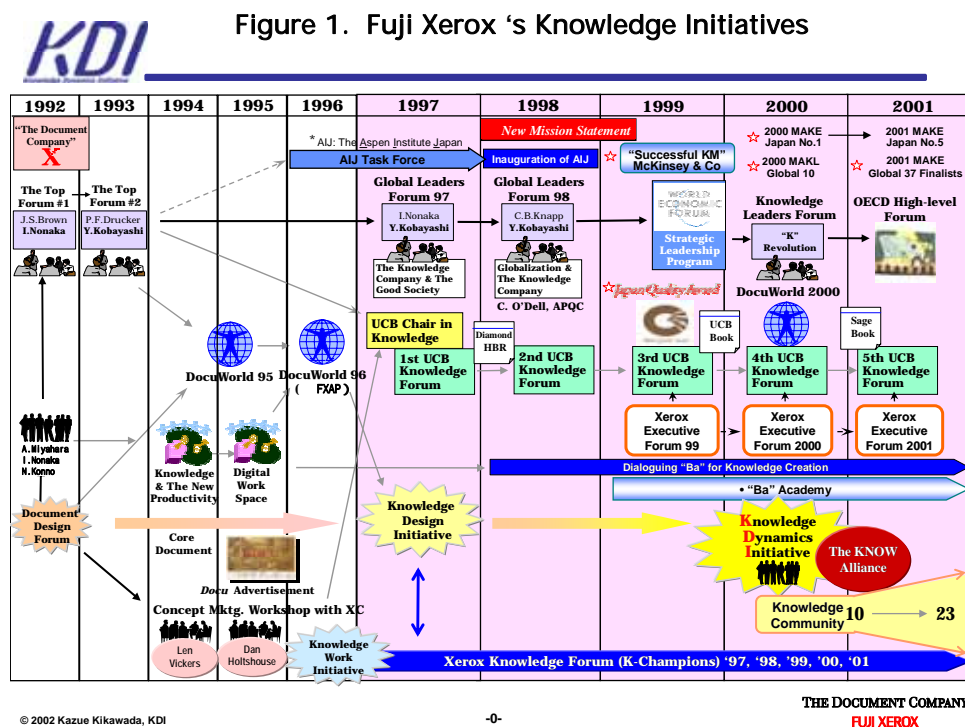 Figure 1.  Fuji Xerox ‘s Knowledge Initiatives
KDI
1992
1993
1994
1995
1996
1997
1998
1999
2000
2001
"The Document
Company"
X
* AIJ: The Aspen Institute Japan
AIJ Task Force
New Mission Statement
Inauguration of AIJ
"Successful KM"
McKinsey & Co
2000 MAKE
Japan No.1
2000 MAKL
Global 10
2001 MAKE
Japan No.5
2001 MAKE
Global 37 Finalists
The Top
Forum #1
The Top
Forum #2
J.S.Brown
I.Nonaka
P.F.Drucker
Y.Kobayashi
Global Leaders
Forum 97
I.Nonaka
Y.Kobayashi
The Knowledge
Company & The
Good Society
Global Leaders
Forum 98
C.B.Knapp
Y.Kobayashi
Globalization &
The Knowledge
Company
C. O'Dell, APQC
WORLD
ECONOMIC
FORUM
Strategic
Leadership
Program
Knowledge
Leaders Forum
"K"
Revolution
OECD High-level
Forum
Japan Quality Award
DocuWorld 2000
UCB Chair in
Knowledge
Diamond
HBR
UCB
Book
Sage
Book
DocuWorld 95
DocuWorld 96
( FXAP )
1st UCB
Knowledge
Forum
2nd UCB
Knowledge
Forum
3rd UCB
Knowledge
Forum
4th UCB
Knowledge
Forum
5th UCB
Knowledge
Forum
A.Miyahara
I.Nonaka
N.Konno
Xerox
Executive
Forum 99
Xerox
Executive
Forum 2000
Xerox
Executive
Forum 2001
Knowledge
& The New
Productivity
Digital
Work
Space
Dialoguing "Ba" for Knowledge Creation
• "Ba" Academy
Document
Design
Forum
Knowledge
Design
Initiative
Knowledge
Dynamics
Initiative
The KNOW
Alliance
Core
Document
Docu Advertisement
Concept Mktg. Workshop with XC
Len
Vickers
Dan
Holtshouse
Knowledge
Work
Initiative
Knowledge
Community
10
23
Xerox Knowledge Forum (K-Champions) ‘97, ‘98, ‘99, ’00, ‘01
© 2002 Kazue Kikawada, KDI
-0-
THE DOCUMENT COMPANY
FUJI XEROX